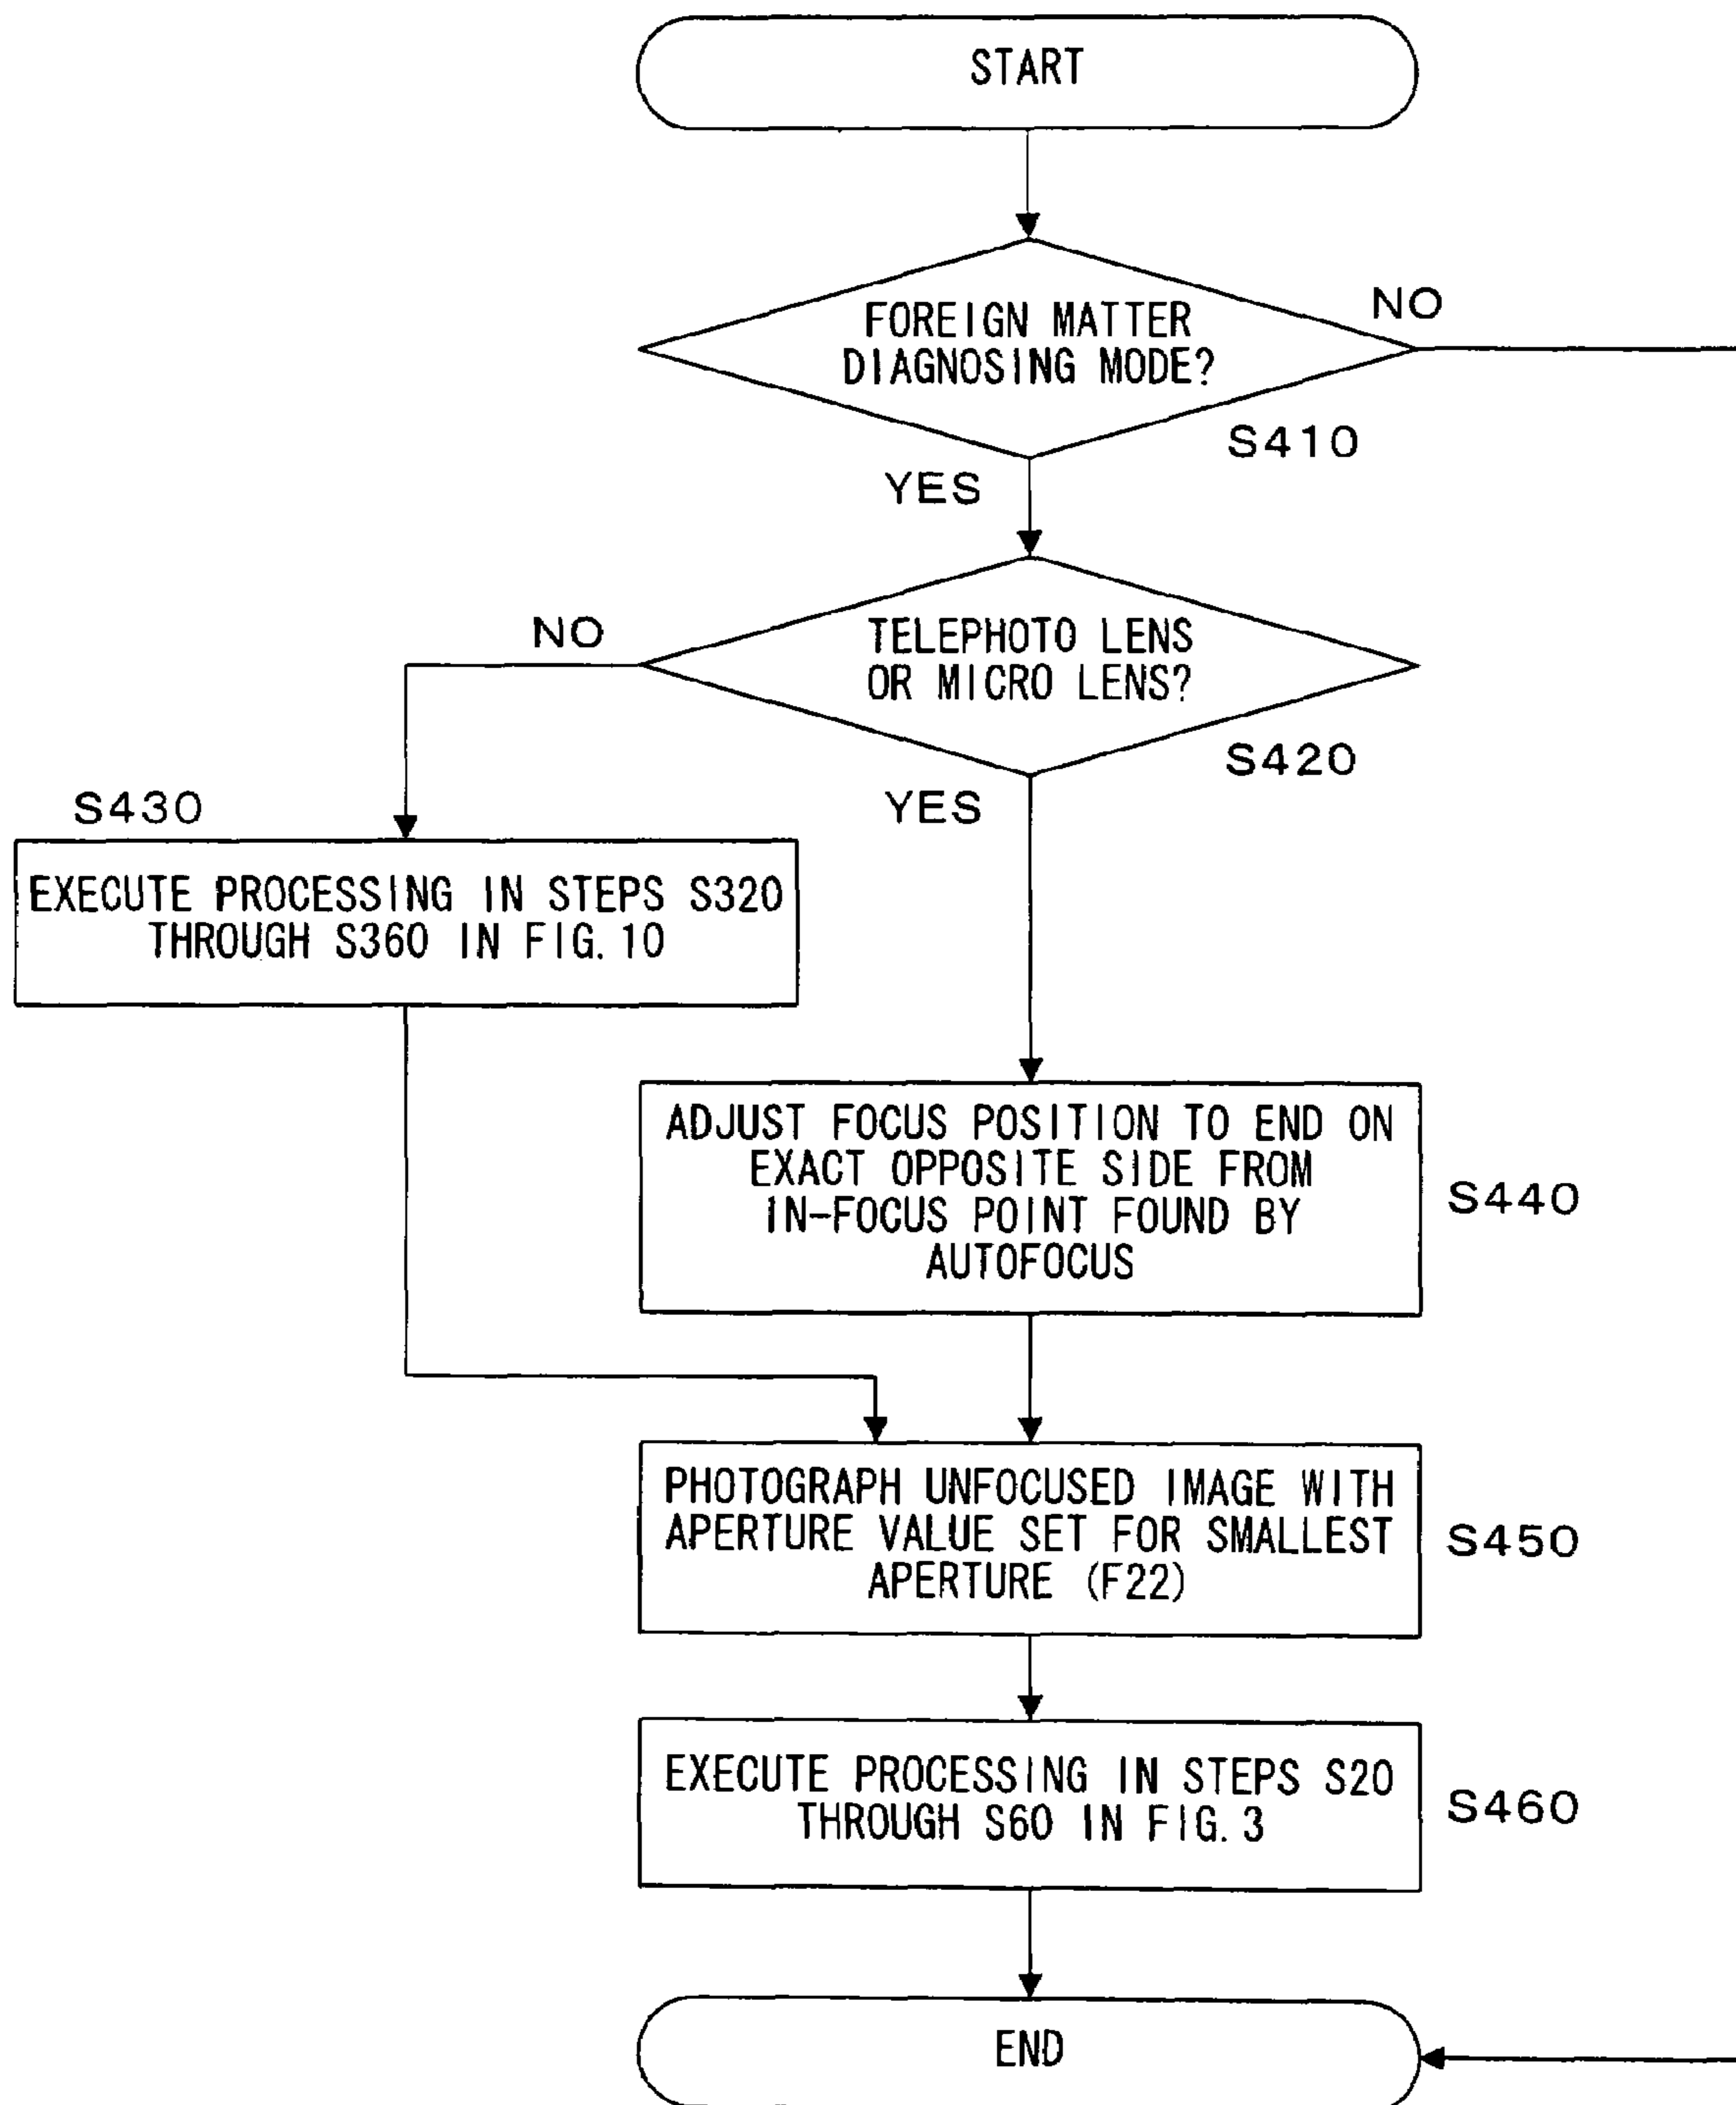 START
FOREIGN MATTER
DIAGNOSING MODE?
NO
S410
YES
TELEPHOTO LENS
OR MICRO LENS?
NO
S420
YES
S430
EXECUTE PROCESSING IN STEPS S320
THROUGH S360 IN FIG. 10
ADJUST FOCUS POSITION TO END ON
EXACT OPPOSITE SIDE FROM
IN-FOCUS POINT FOUND BY
AUTOFOCUS
S440
PHOTOGRAPH UNFOCUSED IMAGE WITH
APERTURE VALUE SET FOR SMALLEST
APERTURE (F22)
S450
EXECUTE PROCESSING IN STEPS S20
THROUGH S60 IN FIG. 3
S460
END